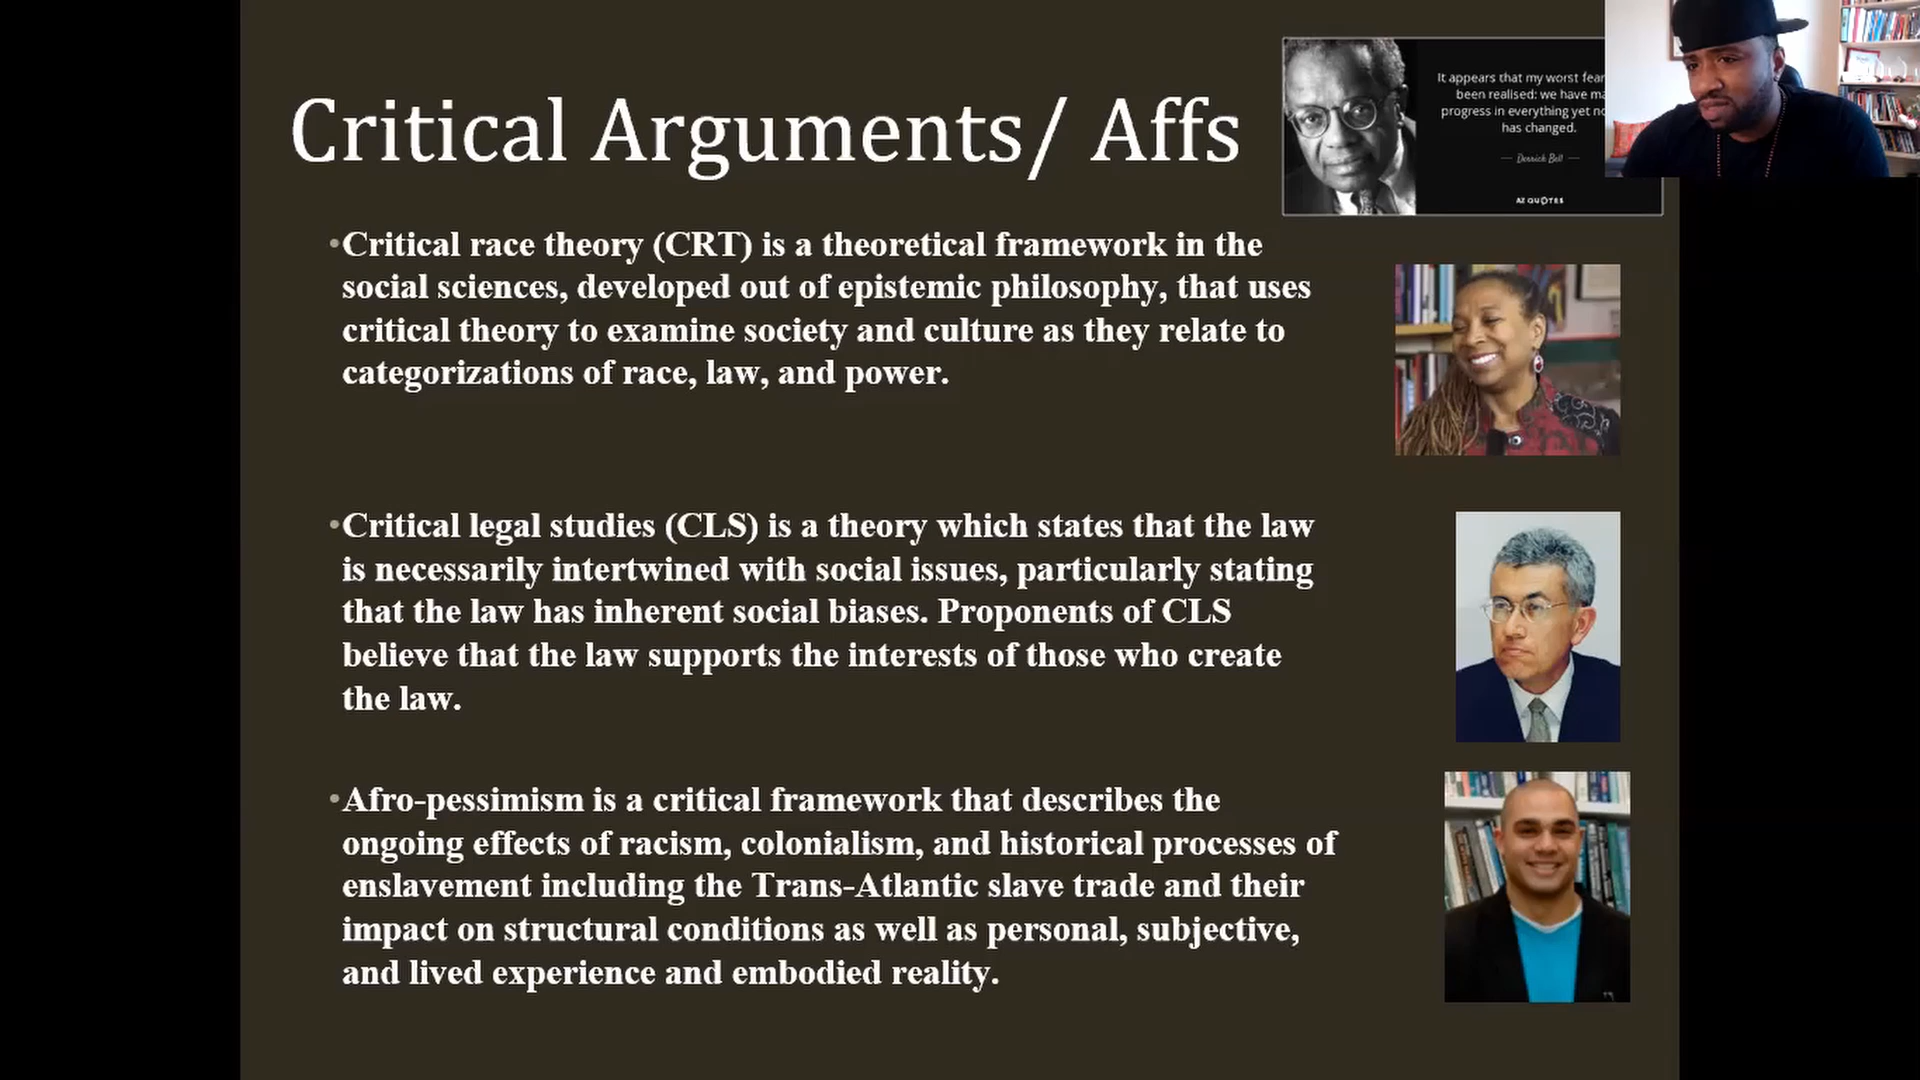 Critical Arguments/ Affs
It appears that my worst fear
been realised: we have ma
progress in everything yet no
has changed.
— Derrick Bell —
AZ QUOTES
•Critical race theory (CRT) is a theoretical framework in the
social sciences, developed out of epistemic philosophy, that uses
critical theory to examine society and culture as they relate to
categorizations of race, law, and power.
•Critical legal studies (CLS) is a theory which states that the law
is necessarily intertwined with social issues, particularly stating
that the law has inherent social biases. Proponents of CLS
believe that the law supports the interests of those who create
the law.
•Afro-pessimism is a critical framework that describes the
ongoing effects of racism, colonialism, and historical processes of
enslavement including the Trans-Atlantic slave trade and their
impact on structural conditions as well as personal, subjective,
and lived experience and embodied reality.